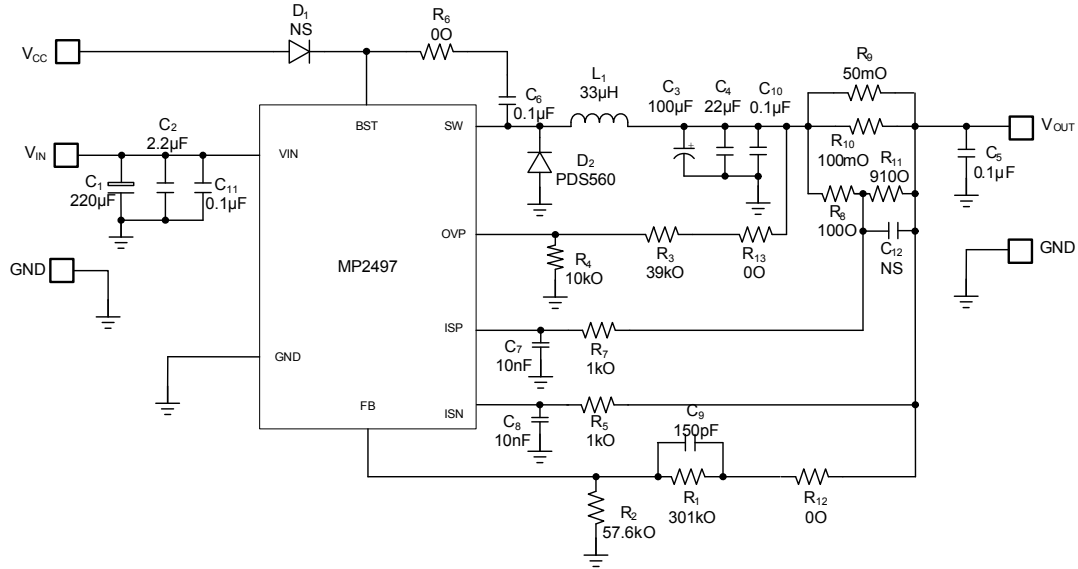 D1
NS
R6
0O
VCC
C6
0.1µF
L1
33µH
C3
100µF
C4
22µF
C10
0.1µF
R9
50mO
BST
SW
VOUT
R10
100mO
R11
910O
C5
0.1µF
VIN
C2
2.2µF
C1
220µF
C11
0.1µF
VIN
D2
PDS560
R8
100O
C12
NS
OVP
R4
10kO
R3
39kO
R13
0O
GND
MP2497
GND
ISP
C7
10nF
R7
1kO
GND
FB
ISN
C8
10nF
R5
1kO
C9
150pF
R2
57.6kO
R1
301kO
R12
0O